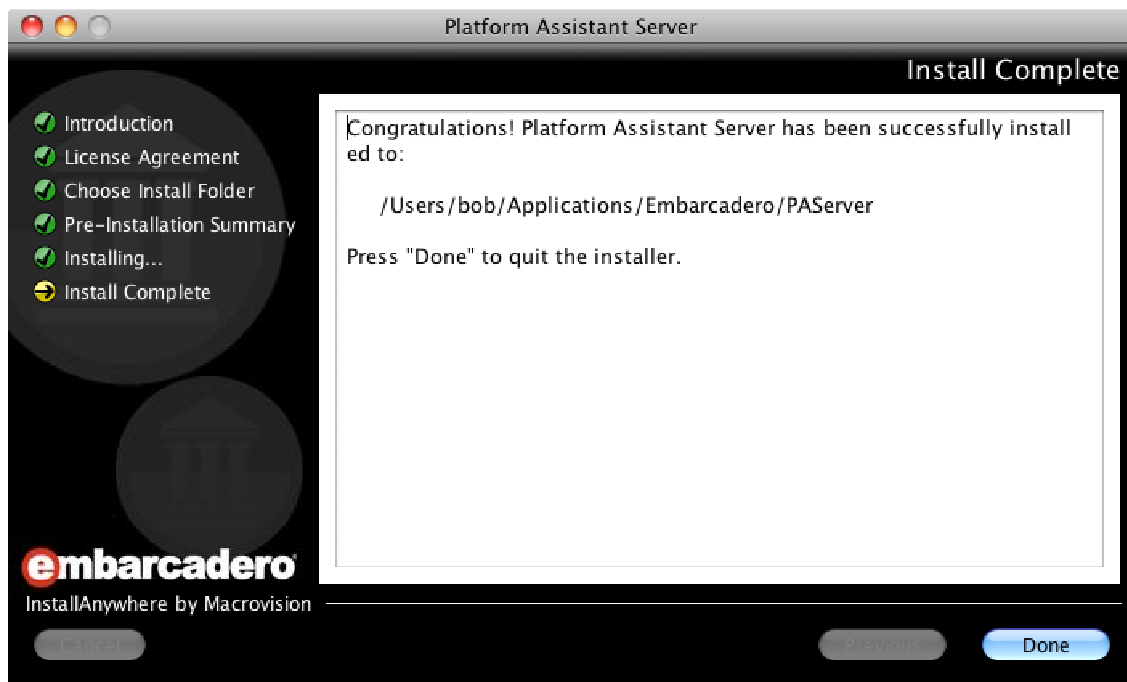 Platform Assistant Server
Install Complete
Introduction
License Agreement
Choose Install Folder
Pre-Installation Summary
Installing...
Install Complete
Congratulations! Platform Assistant Server has been successfully install
ed to:
/Users/bob/Applications/Embarcadero/PAServer
Press "Done" to quit the installer.
embarcadero
InstallAnywhere by Macrovision
Cancel
Previous
Done